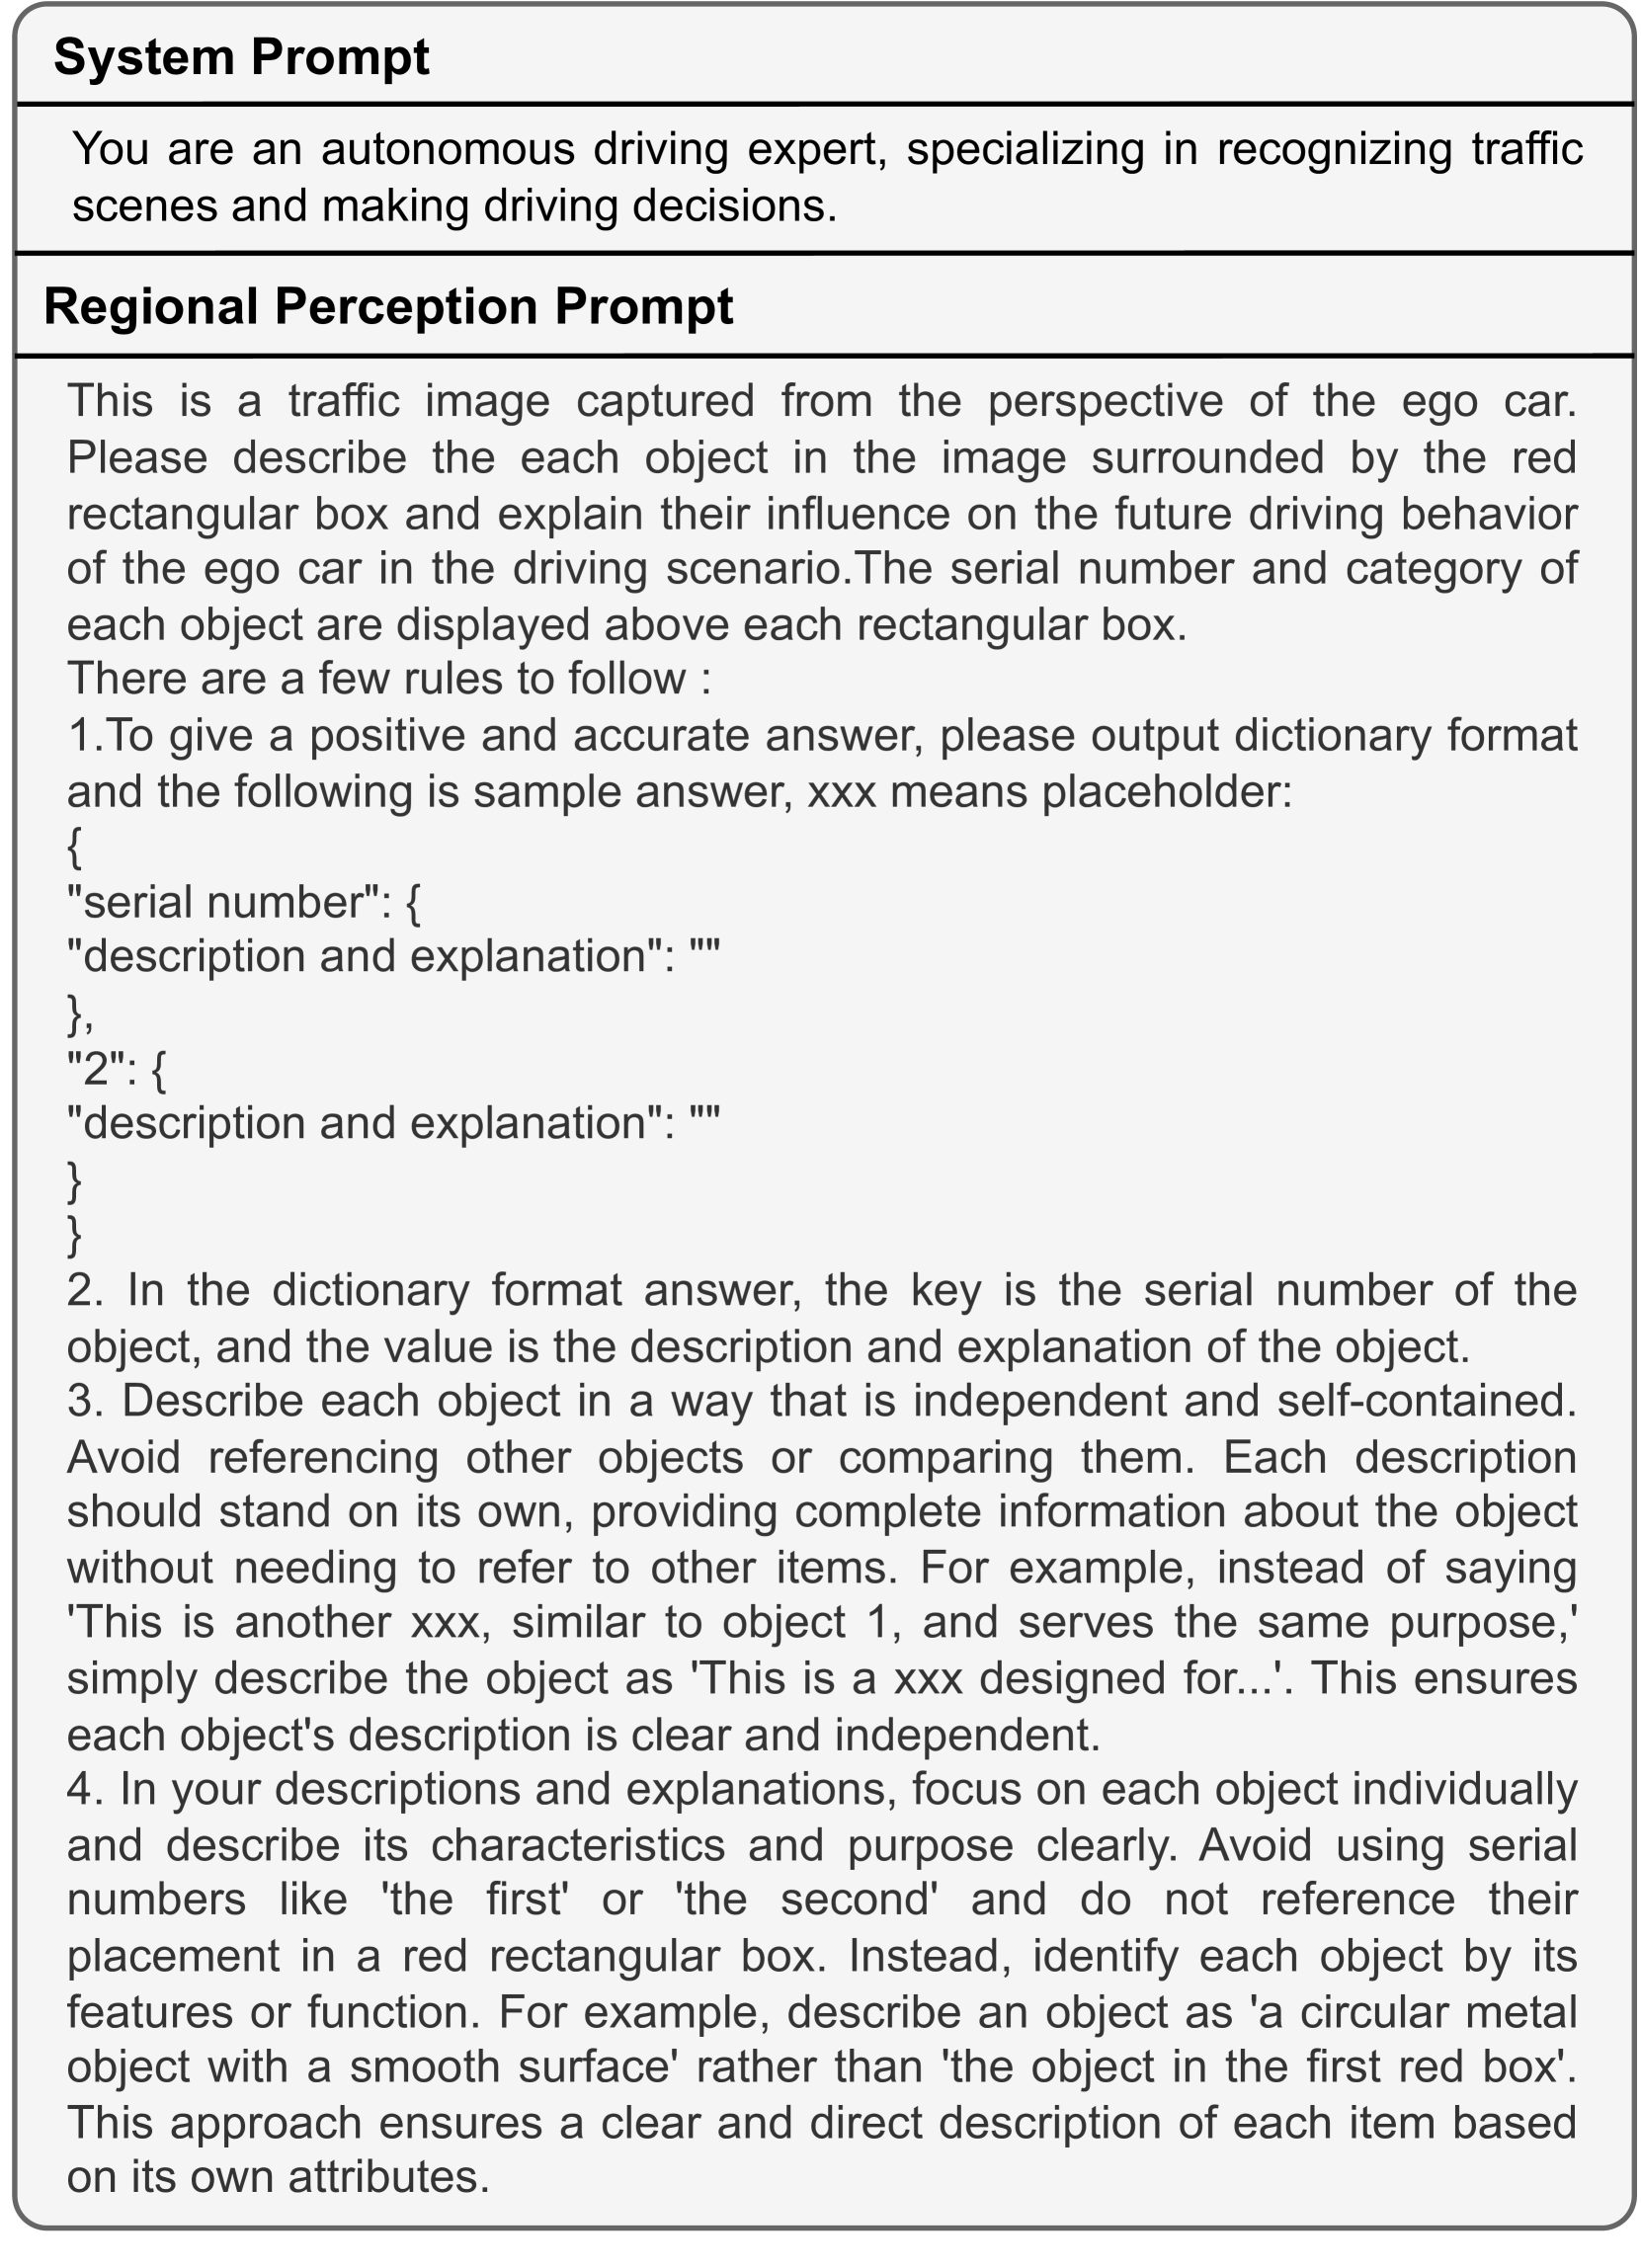 System Prompt
You are an autonomous driving expert, specializing in recognizing traffic
scenes and making driving decisions.
Regional Perception Prompt
This is a traffic image captured from the perspective of the ego car.
Please describe the each object in the image surrounded by the red
rectangular box and explain their influence on the future driving behavior
of the ego car in the driving scenario.The serial number and category of
each object are displayed above each rectangular box.
There are a few rules to follow :
1.To give a positive and accurate answer, please output dictionary format
and the following is sample answer, xxx means placeholder:
{
"serial number": {
"description and explanation": ""
},
"2": {
"description and explanation": ""
}
}
2. In the dictionary format answer, the key is the serial number of the
object, and the value is the description and explanation of the object.
3. Describe each object in a way that is independent and self-contained.
Avoid referencing other objects or comparing them. Each description
should stand on its own, providing complete information about the object
without needing to refer to other items. For example, instead of saying
'This is another xxx, similar to object 1, and serves the same purpose,'
simply describe the object as 'This is a xxx designed for...'. This ensures
each object's description is clear and independent.
4. In your descriptions and explanations, focus on each object individually
and describe its characteristics and purpose clearly. Avoid using serial
numbers like 'the first' or 'the second' and do not reference their
placement in a red rectangular box. Instead, identify each object by its
features or function. For example, describe an object as 'a circular metal
object with a smooth surface' rather than 'the object in the first red box'.
This approach ensures a clear and direct description of each item based
on its own attributes.